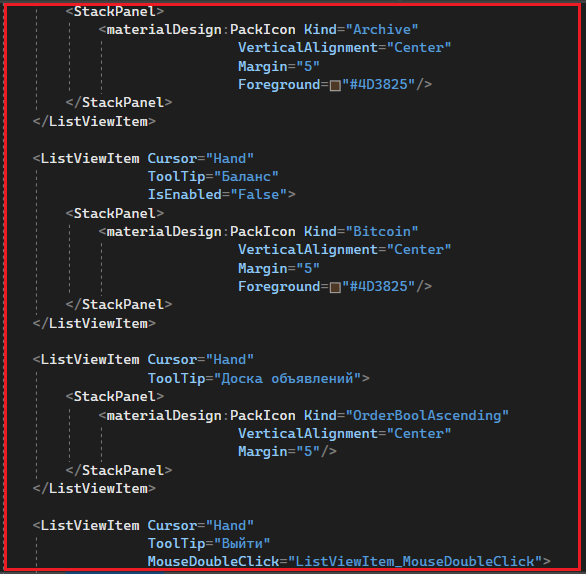 <StackPanel>
<materialDesign:PackIcon Kind="Archive"
VerticalAlignment="Center"
Margin="5"
Foreground="#4D3825"/>
</StackPanel>
</ListViewItem>
<ListViewItem Cursor="Hand"
ToolTip="Баланс"
IsEnabled="False">
<StackPanel>
<materialDesign:PackIcon Kind="Bitcoin"
VerticalAlignment="Center"
Margin="5"
Foreground="#4D3825"/>
</StackPanel>
</ListViewItem>
<ListViewItem Cursor="Hand"
ToolTip="Доска объявлений">
<StackPanel>
<materialDesign:PackIcon Kind="OrderBoolAscending"
VerticalAlignment="Center"
Margin="5"/>
</StackPanel>
</ListViewItem>
<ListViewItem Cursor="Hand"
ToolTip="Выйти"
MouseDoubleClick="ListViewItem_MouseDoubleClick">